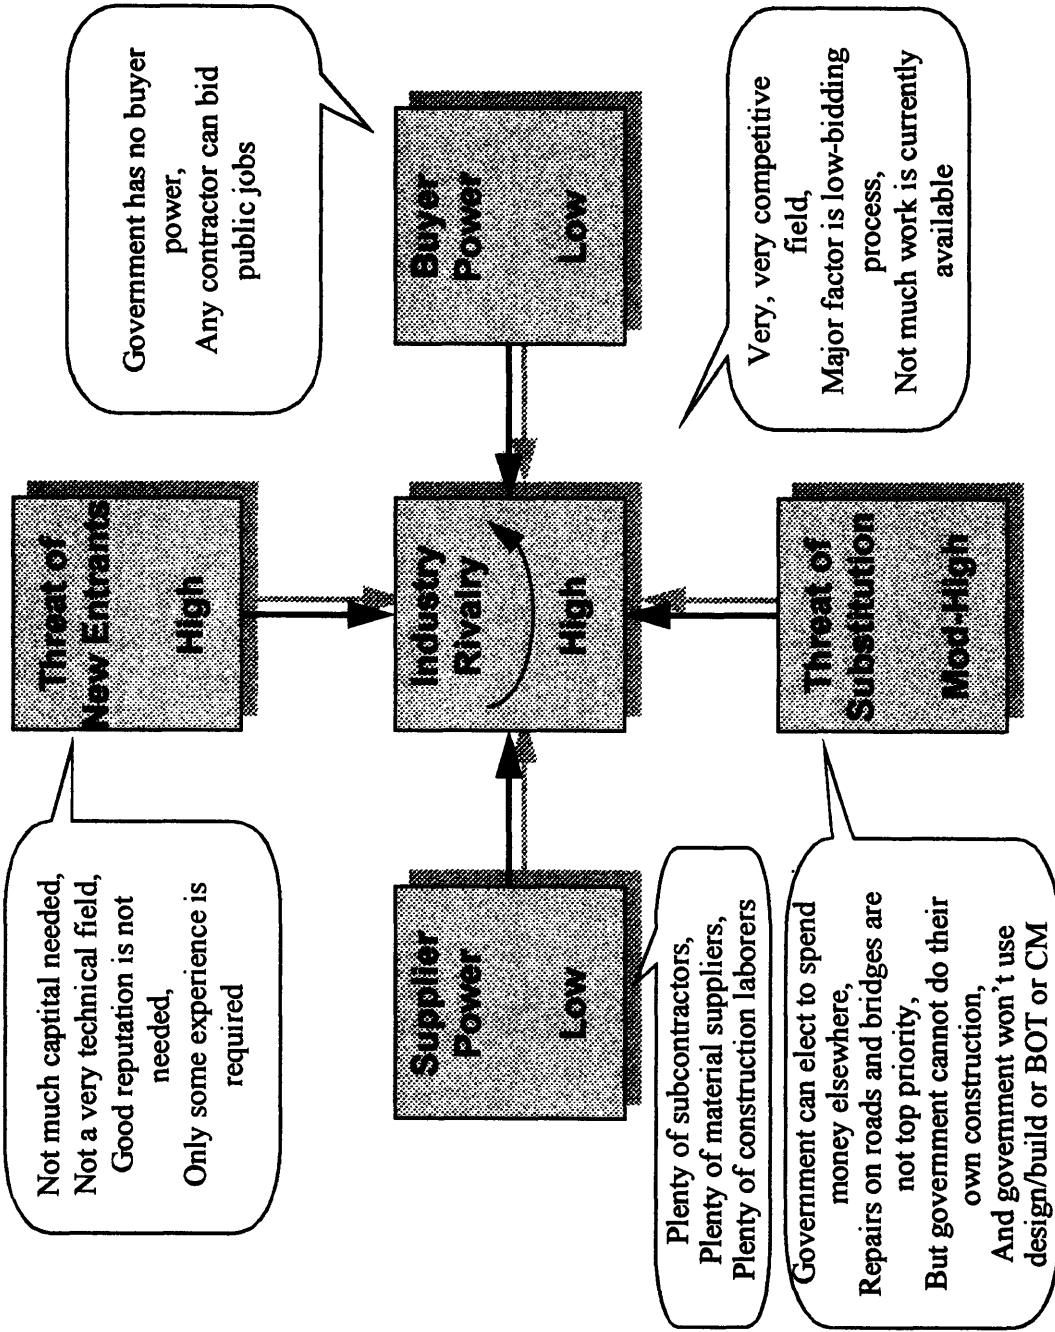 Not much captital needed,
Not a very technical field,
Good reputation is not
needed,
Only some experience is
required
Threat of
New Entrants
High
Government has no buyer
power,
Any contractor can bid
public jobs
Supplier
Power
Low
Industry
Rivalry
High
Buyer
Power
Low
Plenty of subcontractors,
Plenty of material suppliers,
Plenty of construction laborers
Government can elect to spend
money elsewhere,
Repairs on roads and bridges are
not top priority,
But government cannot do their
own construction,
And government won't use
design/build or BOT or CM
Threat of
Substitution
Mod-High
Very, very competitive
field,
Major factor is low-bidding
process,
Not much work is currently
available